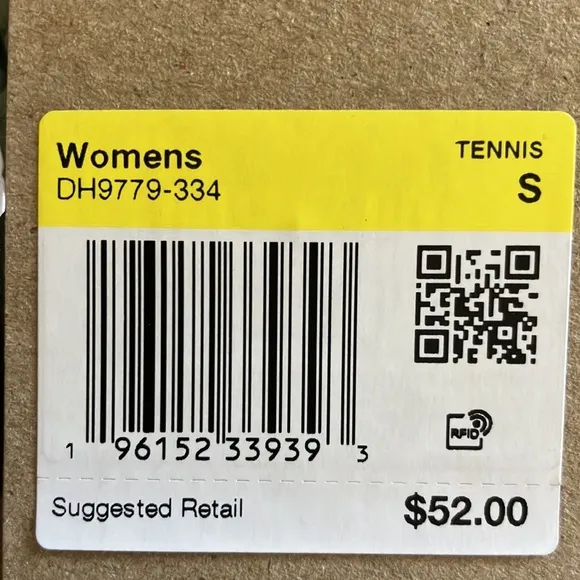 Womens TENNIS
DH9779-334 S
1 96152 33939 3
RFID
Suggested Retail $52.00